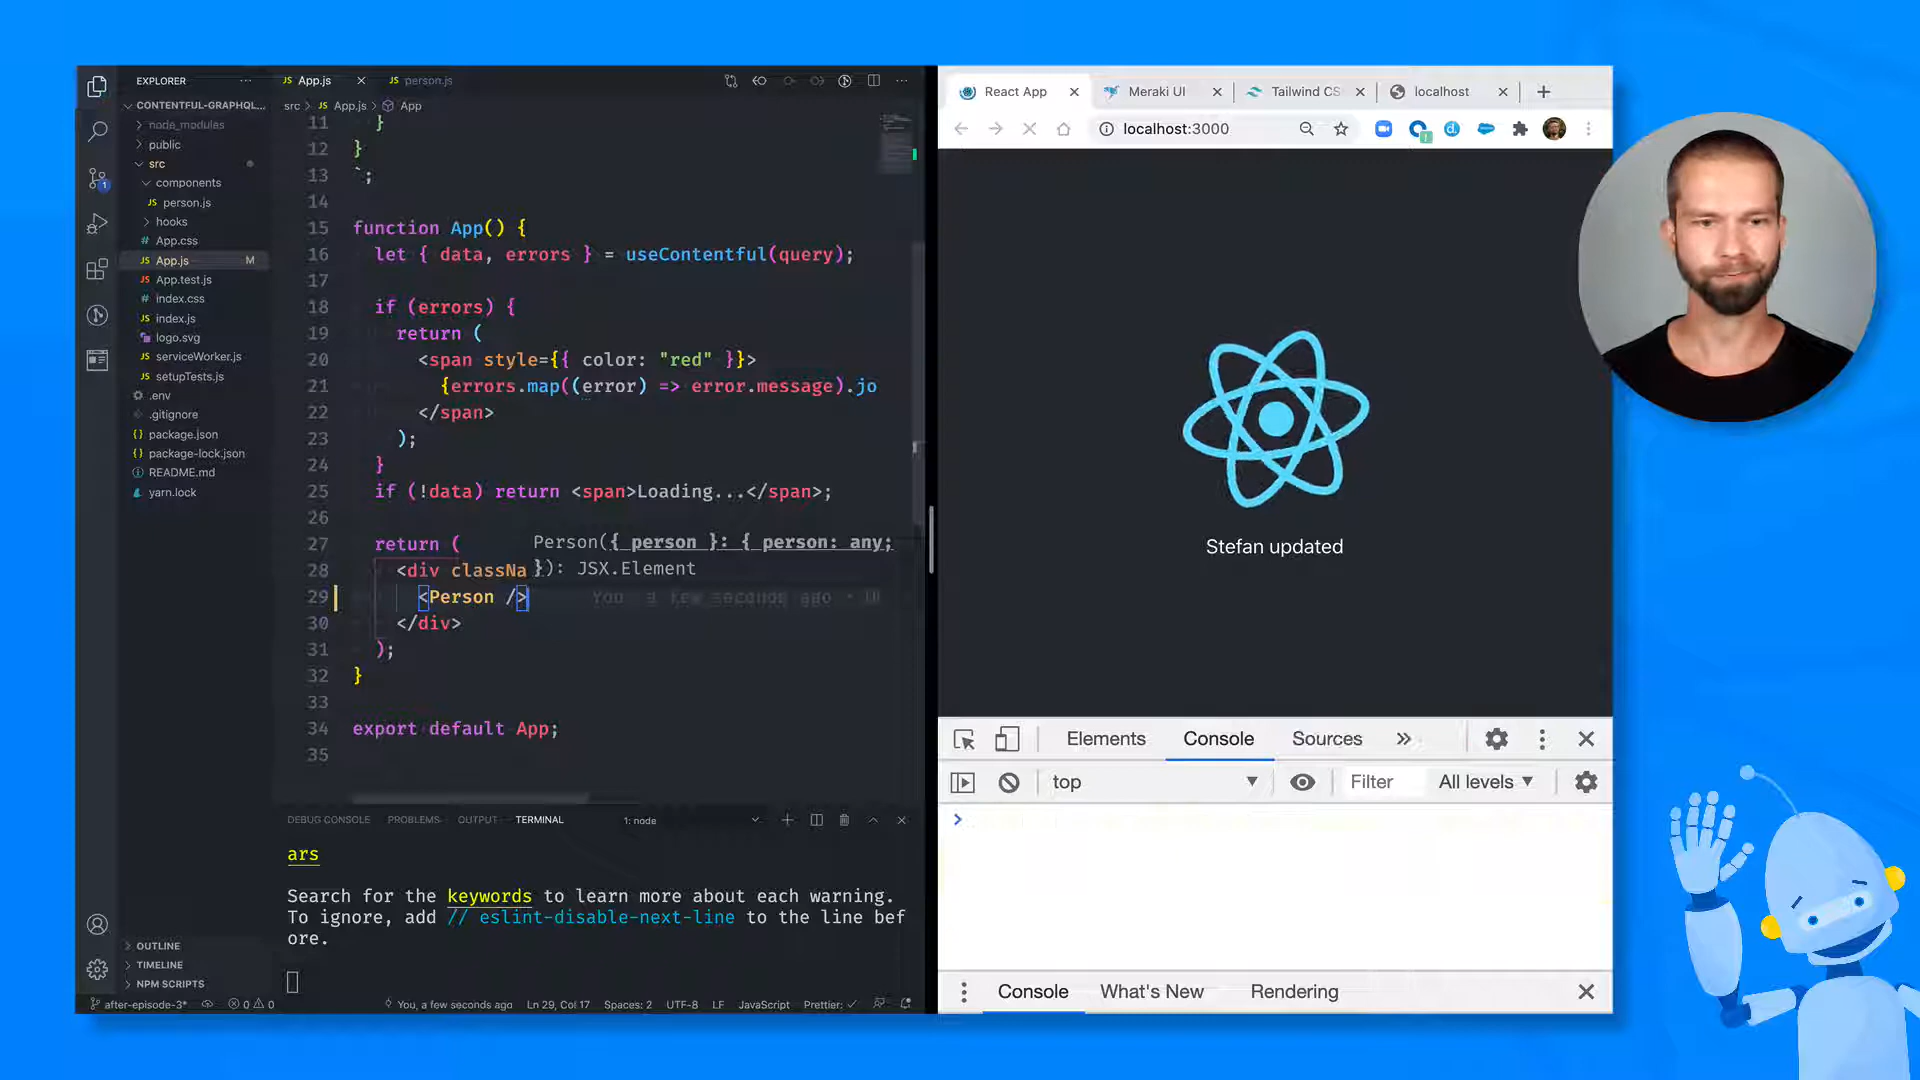 EXPLORER
CONTENTFUL-GRAPHQL...
node_modules
public
src
components
person.js
hooks
App.css
App.js M
App.test.js
index.css
index.js
logo.svg
serviceWorker.js
setupTests.js
.env
.gitignore
package.json
package-lock.json
README.md
yarn.lock
OUTLINE
TIMELINE
NPM SCRIPTS
App.js
person.js
src > App.js > App
11 }
12 }
13 `;
14
15 function App() {
16 let { data, errors } = useContentful(query);
17
18 if (errors) {
19 return (
20 <span style={{ color: "red" }}>
21 {errors.map((error) => error.message).jo
22 </span>
23 );
24 }
25 if (!data) return <span>Loading...</span>;
26
27 return (
Person({ person }: { person: any;
}): JSX.Element
28 <div classNa
29 <Person /> You, a few seconds ago •
30 </div>
31 );
32 }
33
34 export default App;
35
DEBUG CONSOLE PROBLEMS OUTPUT TERMINAL 1: node
ars
Search for the keywords to learn more about each warning.
To ignore, add // eslint-disable-next-line to the line bef
ore.
after-episode-3* 0 0 You, a few seconds ago Ln 29, Col 17 Spaces: 2 UTF-8 LF JavaScript Prettier: ✓
React App
Meraki UI
Tailwind CS
localhost
localhost:3000
Stefan updated
Elements Console Sources
top Filter All levels
Console What's New Rendering